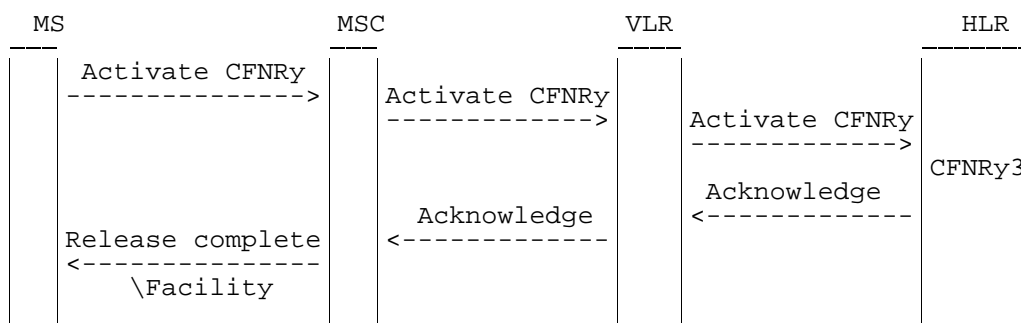 MS MSC VLR HLR
Activate CFNRy
---------------> Activate CFNRy
-------------> Activate CFNRy
------------->
CFNRy3
Acknowledge
Acknowledge <-------------
Release complete <-------------
<---------------
\Facility